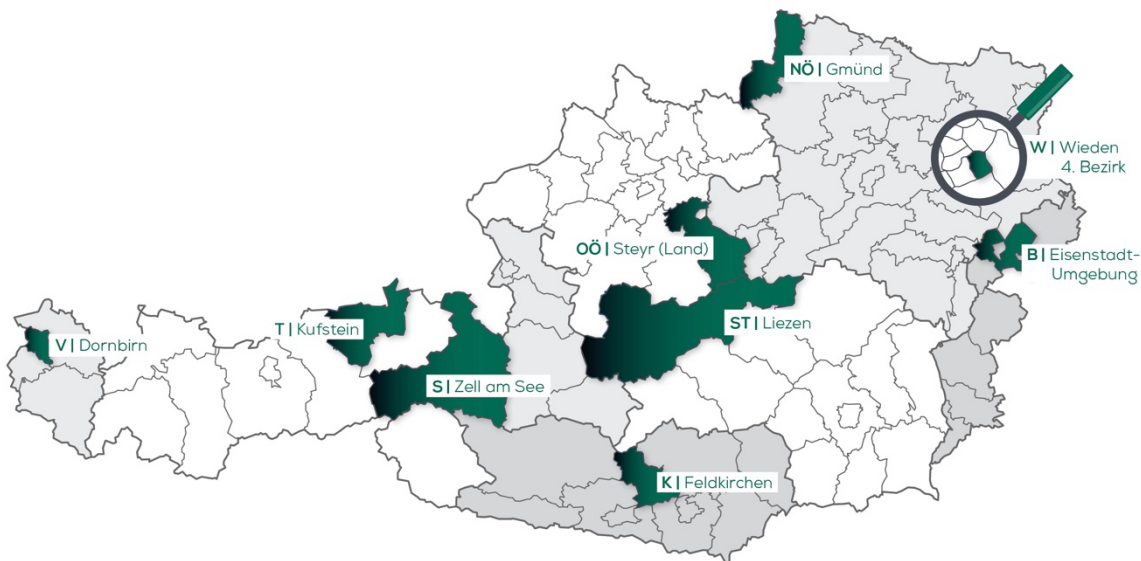 NÖ | Gmünd
W | Wieden
4. Bezirk
OÖ | Steyr (Land)
B | Eisenstadt-
Umgebung
T | Kufstein
ST | Liezen
V | Dornbirn
S | Zell am See
K | Feldkirchen